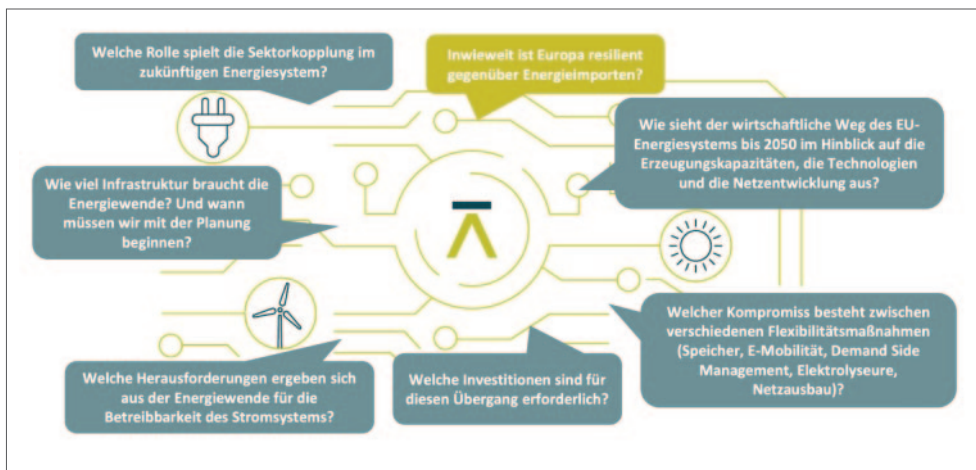 Welche Rolle spielt die Sektorkopplung im
zukünftigen Energiesystem?
Inwieweit ist Europa resilient
gegenüber Energieimporten?
Wie sieht der wirtschaftliche Weg des EU-
Energiesystems bis 2050 im Hinblick auf die
Erzeugungskapazitäten, die Technologien
und die Netzentwicklung aus?
Wie viel Infrastruktur braucht die
Energiewende? Und wann
müssen wir mit der Planung
beginnen?
Welcher Kompromiss besteht zwischen
verschiedenen Flexibilitätsmaßnahmen
(Speicher, E-Mobilität, Demand Side
Management, Elektrolyseure,
Netzausbau)?
Welche Herausforderungen ergeben sich
aus der Energiewende für die
Betreibbarkeit des Stromsystems?
Welche Investitionen sind für
diesen Übergang erforderlich?